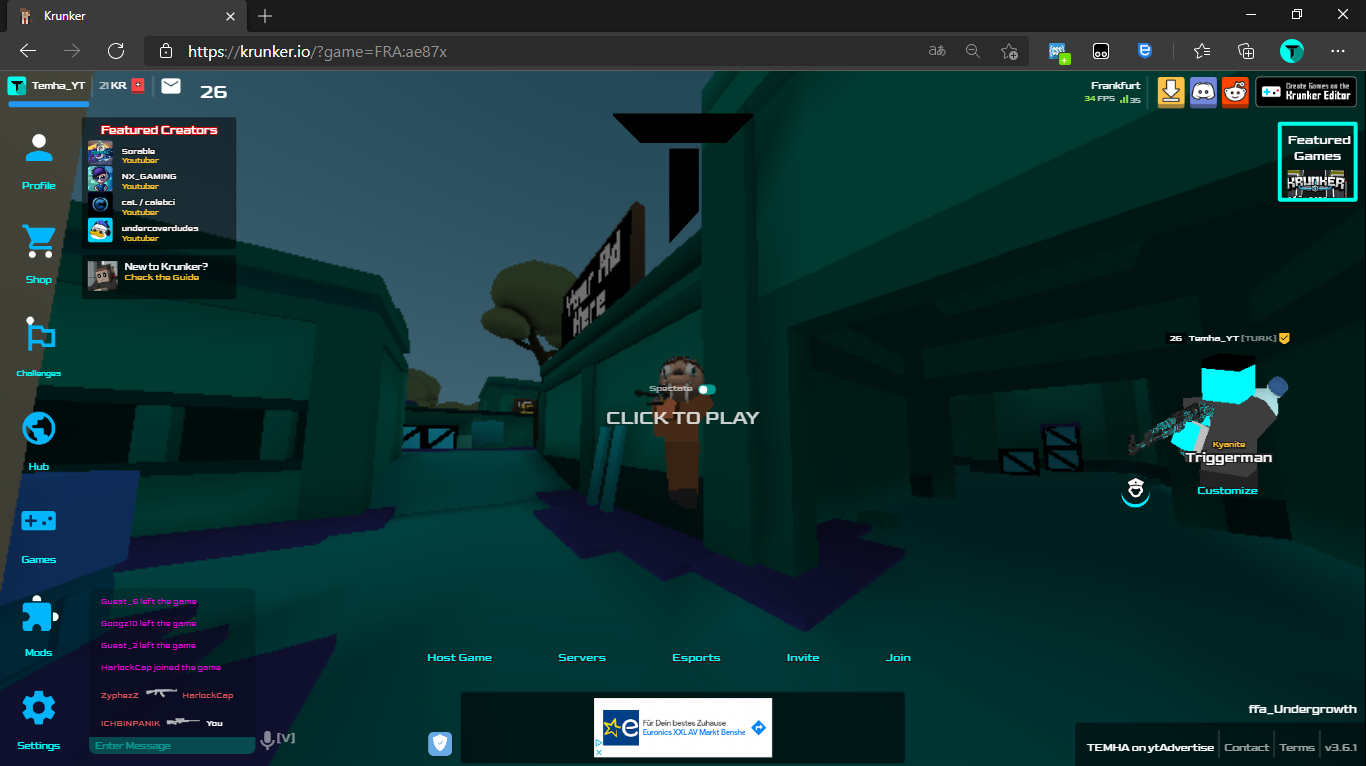 Krunker
https://krunker.io/?game=FRA:ae87x
Temha_YT
21 KR
26
Frankfurt
34 FPS
35
Create Games on the
Krunker Editor
Featured Creators
Sorable
Youtuber
NX_GAMING
Youtuber
caL / calebci
Youtuber
undercoverdudes
Youtuber
New to Krunker?
Check the Guide
Featured
Games
KRUNKER
Profile
Shop
Challenges
Hub
Games
Mods
Settings
Your Ad
Here
Spectate
CLICK TO PLAY
26 Temha_YT [TURK]
Kyanite
Triggerman
Customize
Guest_6 left the game
Googz10 left the game
Guest_2 left the game
HarlockCap joined the game
ZyphezZ HarlockCap
ICHBINPANIK You
Enter Message
[V]
Host Game
Servers
Esports
Invite
Join
Für Dein bestes Zuhause
Euronics XXL AV Markt Benshe
ffa_Undergrowth
TEMHA on ytAdvertise
Contact
Terms
v3.6.1